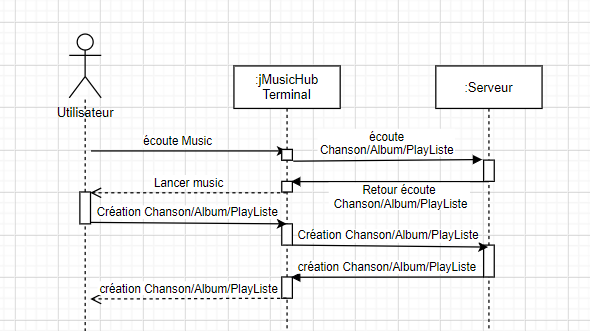 :jMusicHub
Terminal
:Serveur
Utilisateur
écoute Music
écoute
Chanson/Album/PlayListe
Lancer music
Retour écoute
Chanson/Album/PlayListe
Création Chanson/Album/PlayListe
Création Chanson/Album/PlayListe
création Chanson/Album/PlayListe
création Chanson/Album/PlayListe